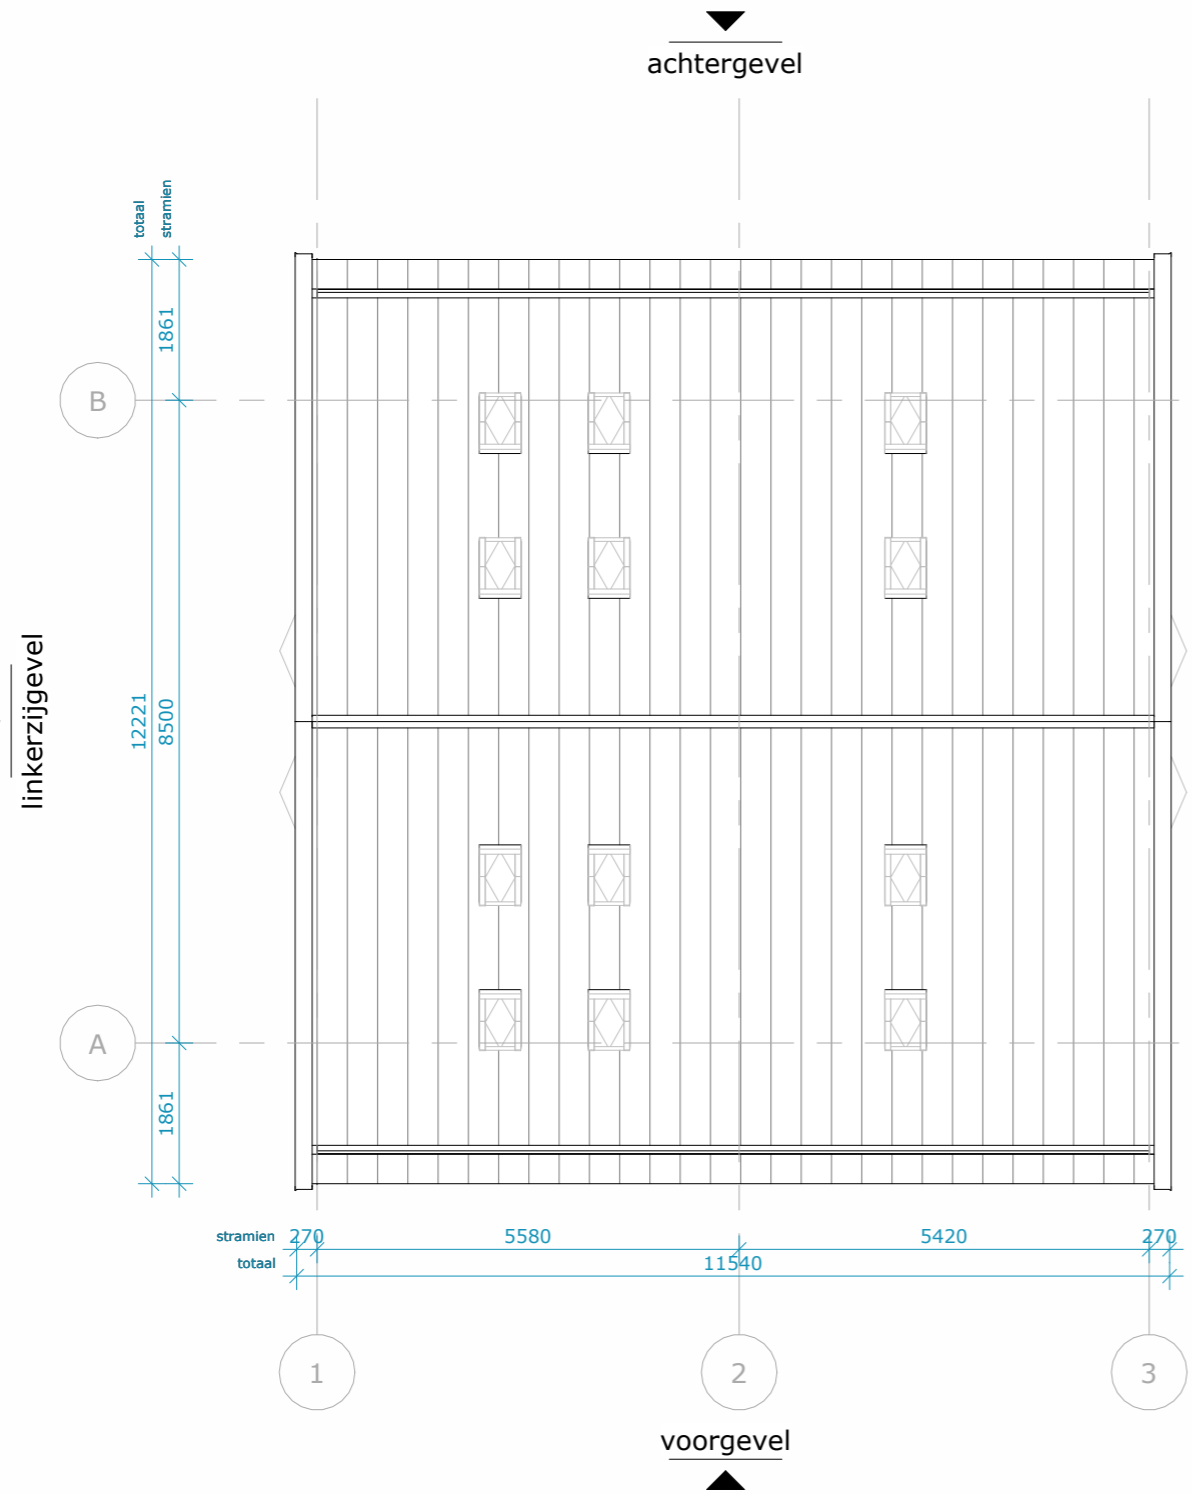 achtergevel
totaal
stramien
1861
B
12221
8500
linkerzijgevel
A
1861
stramien 270 5580 5420 270
totaal 11540
1 2 3
voorgevel